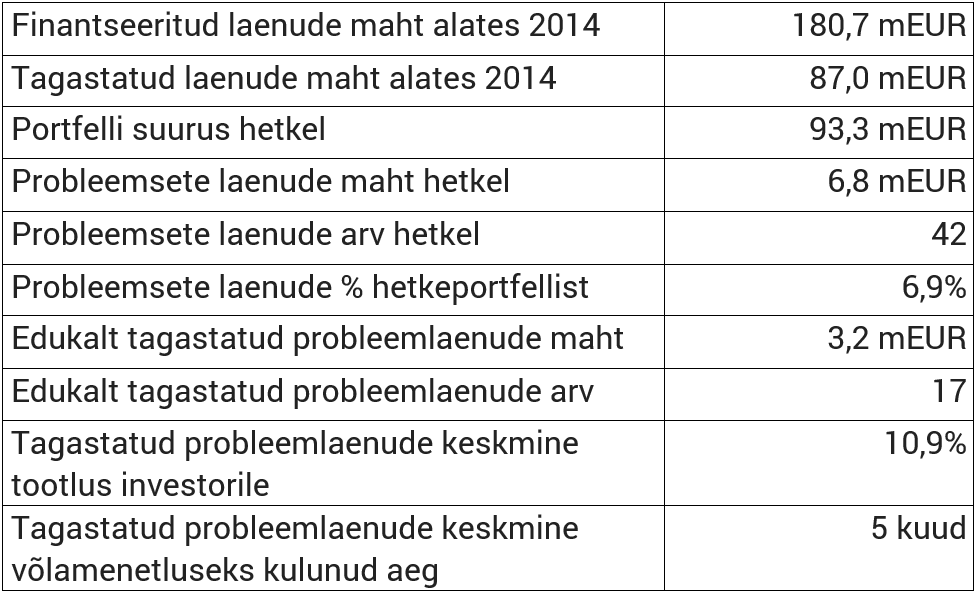 Finantseeritud laenude maht alates 2014 180,7 mEUR
Tagastatud laenude maht alates 2014 87,0 mEUR
Portfelli suurus hetkel 93,3 mEUR
Probleemsete laenude maht hetkel 6,8 mEUR
Probleemsete laenude arv hetkel 42
Probleemsete laenude % hetkeportfellist 6,9%
Edukalt tagastatud probleemlaenude maht 3,2 mEUR
Edukalt tagastatud probleemlaenude arv 17
Tagastatud probleemlaenude keskmine 10,9%
tootlus investorile
Tagastatud probleemlaenude keskmine 5 kuud
võlamenetluseks kulunud aeg